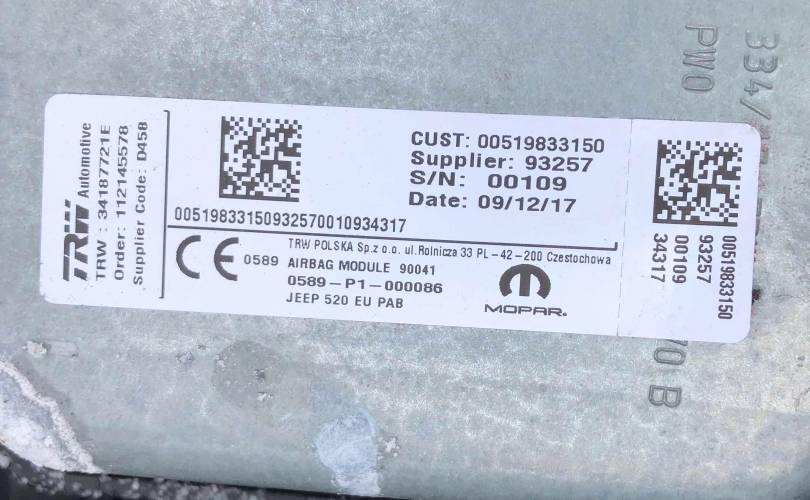 TRW Automotive
TRW : 34187721E
Order: 112145578
Supplier Code: D458
CUST: 00519833150
Supplier: 93257
S/N: 00109
Date: 09/12/17
00519833150932570010934317
CE 0589
TRW POLSKA Sp.z o.o. ul.Rolnicza 33 PL-42-200 Czestochowa
AIRBAG MODULE 90041
0589-P1-000086
JEEP 520 EU PAB
MOPAR.
00519833150
93257
00109
34317
334/
PW0
70 B